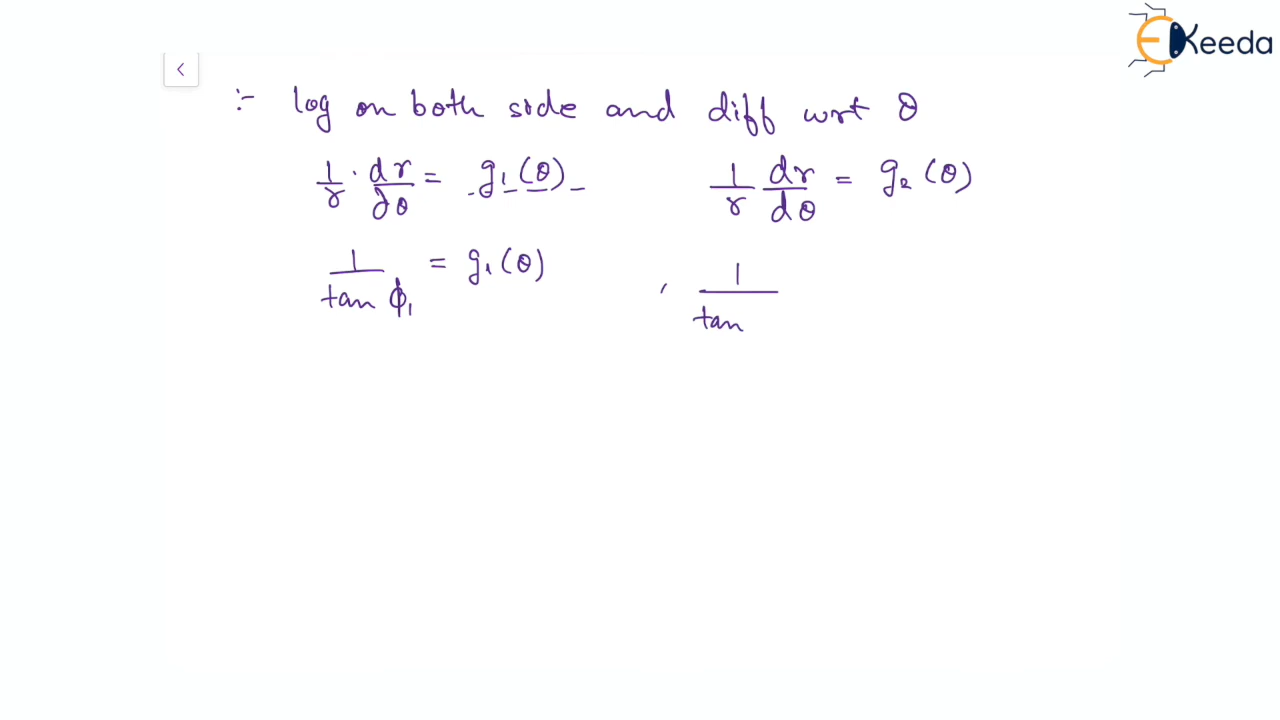 EKeeda
:- log on both side and diff wrt θ
1/r · dr/dθ = g₁(θ) 1/r dr/dθ = g₂(θ)
1/tan ϕ₁ = g₁(θ) , 1/tan